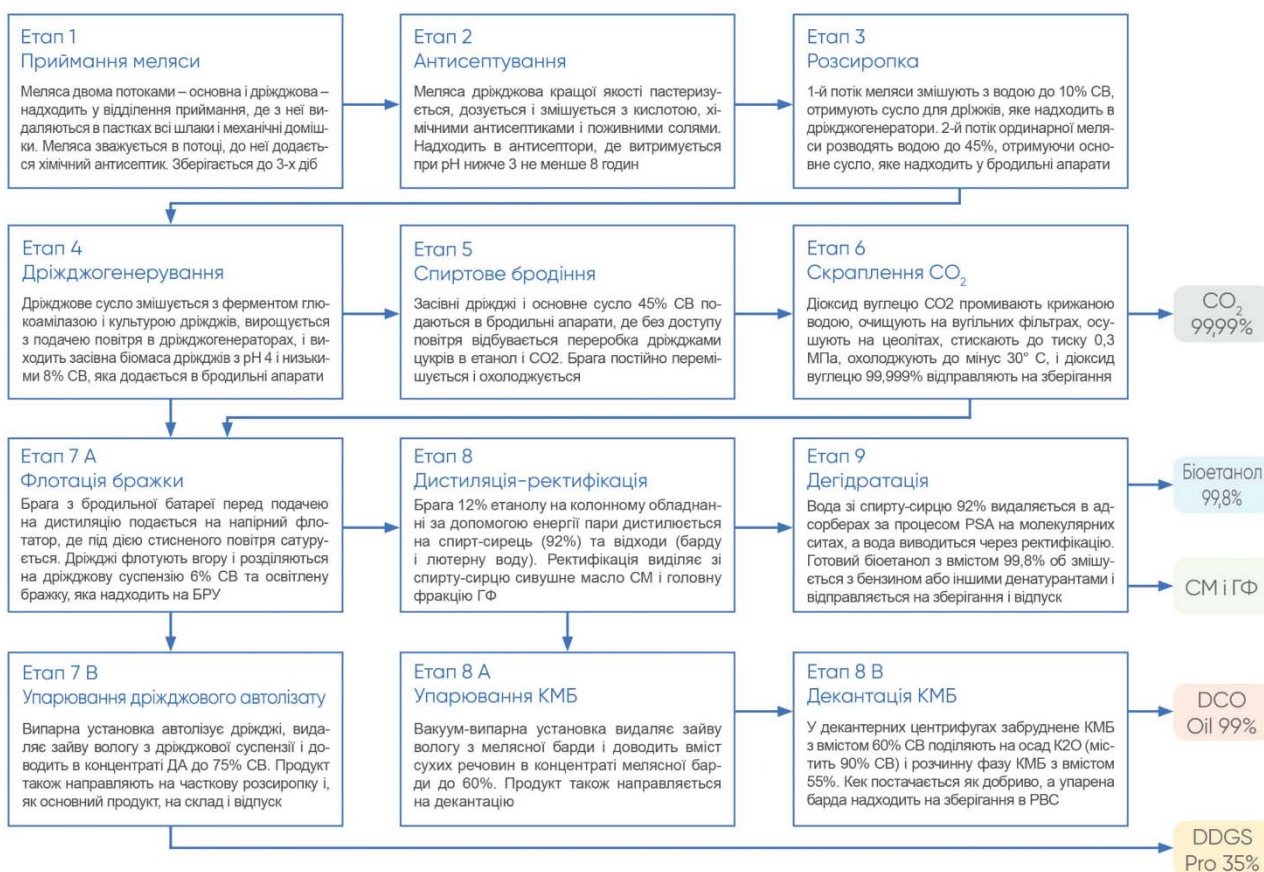 Етап 1
Приймання меляси
Меляса двома потоками – основна і дріжджова –
надходить у відділення приймання, де з неї ви-
даляються в пастках всі шлаки і механічні доміш-
ки. Меляса зважується в потоці, до неї додаєть-
ся хімічний антисептик. Зберігається до 3-х діб
Етап 2
Антисептування
Меляса дріжджова кращої якості пастеризу-
ється, дозується і змішується з кислотою, хі-
мічними антисептиками і поживними солями.
Надходить в антисептори, де витримується
при pH нижче 3 не менше 8 годин
Етап 3
Розсиропка
1-й потік меляси змішують з водою до 10% СВ,
отримують сусло для дрІжжів, яке надходить в
дріжджогенератори. 2-й потік ординарної меля-
си розводять водою до 45%, отримуючи осно-
вне сусло, яке надходить у бродильні апарати
Етап 4
Дріжджогенерування
Дріжджове сусло змішується з ферментом глю-
коамілазою і культурою дріжджів, вирощується
з подачею повітря в дріжджогенераторах, і ви-
ходить засівна біомаса дріжджів з pH 4 і низьки-
ми 8% СВ, яка додається в бродильні апарати
Етап 5
Спиртове бродіння
Засівні дріжджі і основне сусло 45% СВ по-
даються в бродильні апарати, де без доступу
повітря відбувається переробка дріжджами
цукрів в етанол і СО2. Брага постійно перемі-
шується і охолоджується
Етап 6
Скраплення CO₂
Діоксид вуглецю СО2 промивають крижаною
водою, очищують на вугільних фільтрах, осу-
шують на цеолітах, стискають до тиску 0,3
МПа, охолоджують до мінус 30° С, і діоксид
вуглецю 99,999% відправляють на зберігання
CO₂
99,99%
Етап 7 А
Флотація бражки
Брага з бродильної батареї перед подачею
на дистиляцію подається на напірний фло-
татор, де під дією стисненого повітря сатуру-
ється. Дріжджі флотують вгору і розділяються
на дріжджову суспензію 6% СВ та освітлену
бражку, яка надходить на БРУ
Етап 8
Дистиляція-ректифікація
Брага 12% етанолу на колонному обладнан-
ні за допомогою енергії пари дистилюється
на спирт-сирець (92%) та відходи (барду
і лютерну воду). Ректифікація виділяє зі
спирту-сирцю сивушне масло СМ і головну
фракцію ГФ
Етап 9
Дегідратація
Вода зі спирту-сирцю 92% видаляється в ад-
сорберах за процесом PSA на молекулярних
ситах, а вода виводиться через ректифікацію.
Готовий біоетанол з вмістом 99,8% об змішу-
ється з бензином або іншими денатурантами і
відправляється на зберігання і відпуск
Біоетанол
99,8%
СМ і ГФ
Етап 7 В
Упарювання дріжджового автолізату
Випарна установка автолізує дріжджі, вида-
ляє зайву вологу з дріжджової суспензії і до-
водить в концентраті ДА до 75% СВ. Продукт
також направляють на часткову розсиропку і,
як основний продукт, на склад і відпуск
Етап 8 А
Упарювання КМБ
Вакуум-випарна установка видаляє зайву
вологу з мелясної барди і доводить вміст
сухих речовин в концентраті мелясної бар-
ди до 60%. Продукт також направляється
на декантацію
Етап 8 В
Декантація КМБ
У декантерних центрифугах забруднене КМБ
з вмістом 60% СВ поділяють на осад К2О (міс-
тить 90% СВ) і розчинну фазу КМБ з вмістом
55%. Кек постачається як добриво, а упарена
барда надходить на зберігання в РВС
DCO
Oil 99%
DDGS
Pro 35%